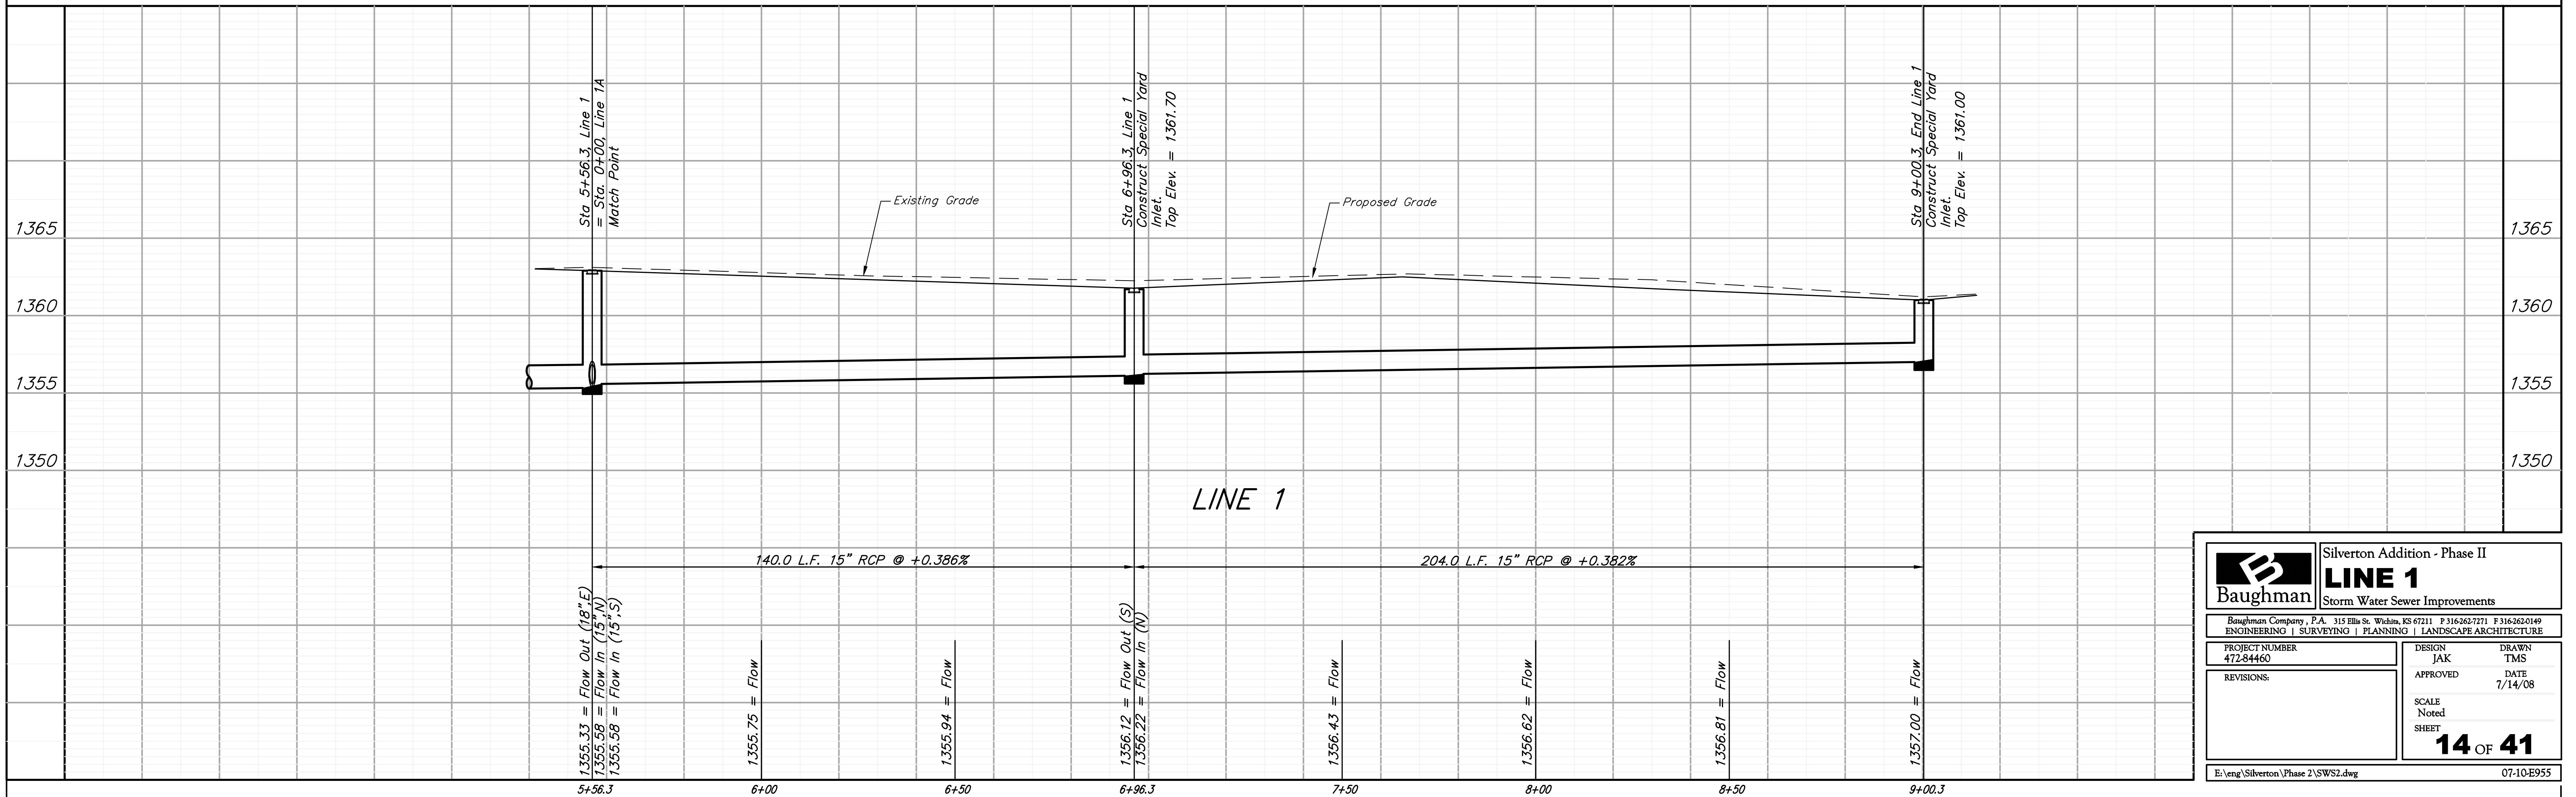 Sta 5+56.3, Line 1
= Sta. 0+00, Line 1A
Match Point
Sta 6+96.3, Line 1
Construct Special Yard
Inlet.
Top Elev. = 1361.70
Sta 9+00.3, End Line 1
Construct Special Yard
Inlet.
Top Elev. = 1361.00
Existing Grade
Proposed Grade
1365
1365
1360
1360
1355
1355
1350
1350
LINE 1
140.0 L.F. 15" RCP @ +0.386%
204.0 L.F. 15" RCP @ +0.382%
1355.33 = Flow Out (18",E)
1355.58 = Flow In (15",N)
1355.58 = Flow In (15",S)
1355.75 = Flow
1355.94 = Flow
1356.12 = Flow Out (S)
1356.22 = Flow In (N)
1356.43 = Flow
1356.62 = Flow
1356.81 = Flow
1357.00 = Flow
5+56.3
6+00
6+50
6+96.3
7+50
8+00
8+50
9+00.3
B
Baughman
Silverton Addition - Phase II
LINE 1
Storm Water Sewer Improvements
Baughman Company, P.A. 315 Ellis St. Wichita, KS 67211 P 316-262-7271 F 316-262-0149
ENGINEERING | SURVEYING | PLANNING | LANDSCAPE ARCHITECTURE
PROJECT NUMBER
472-84460
REVISIONS:
DESIGN
JAK
DRAWN
TMS
APPROVED
DATE
7/14/08
SCALE
Noted
SHEET
14 OF 41
E:\eng\Silverton\Phase 2\SWS2.dwg
07-10-E955